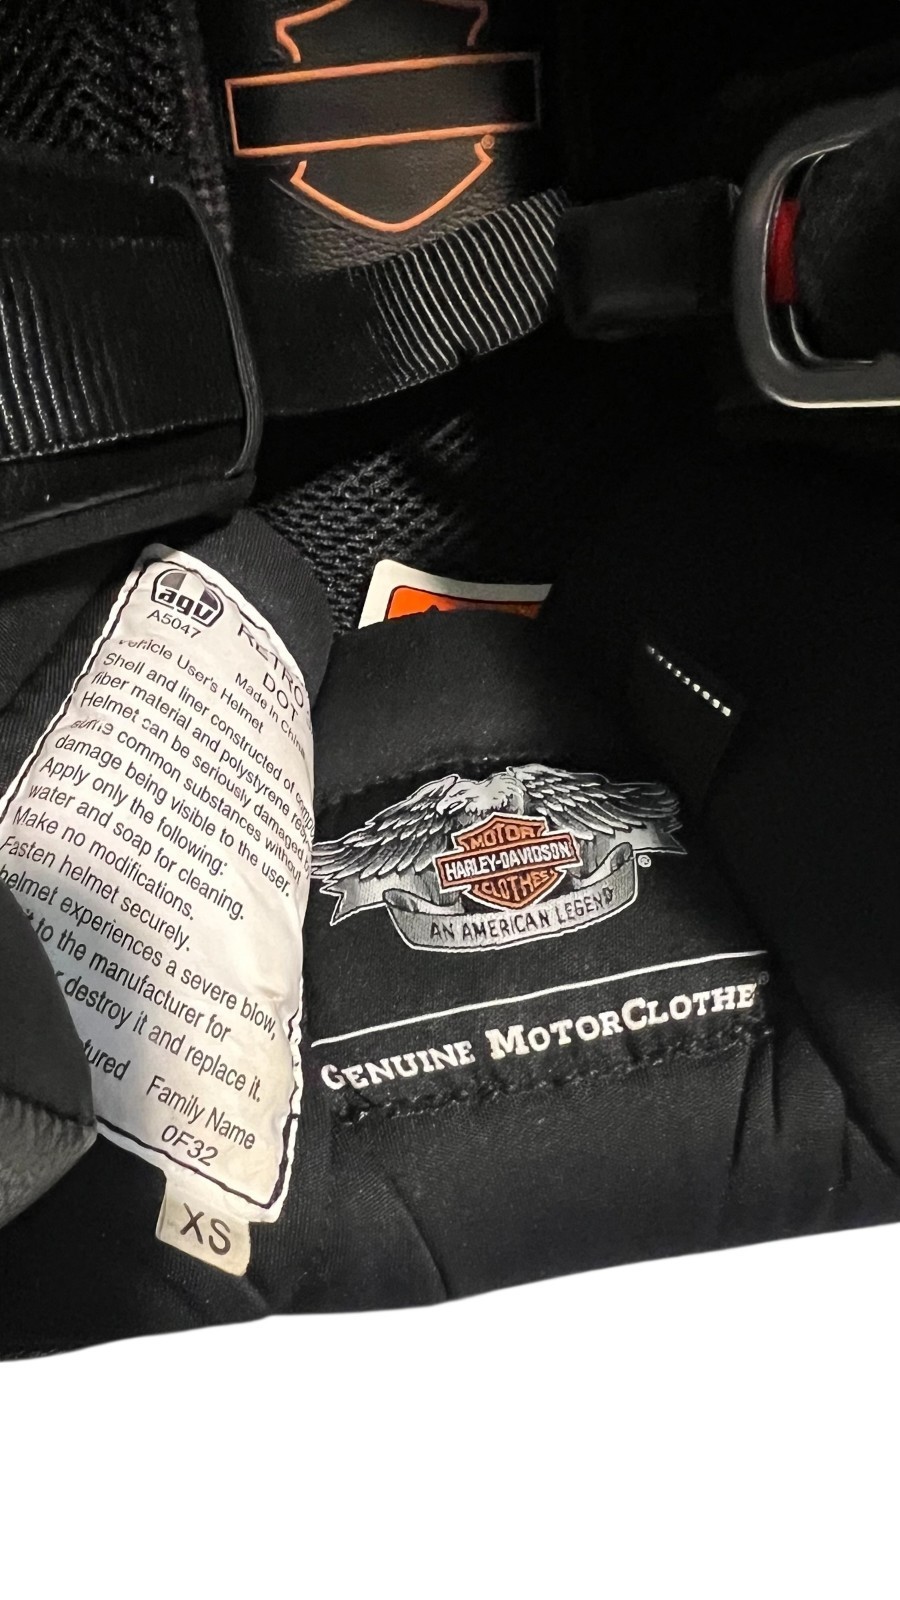 agv
A5047
RETRO
DOT
Made in China
Vehicle User's Helmet
Shell and liner constructed of
fiber material and polystyrene
Helmet can be seriously damaged
some common substances without
damage being visible to the user.
Apply only the following:
water and soap for cleaning.
Make no modifications.
Fasten helmet securely.
helmet experiences a severe blow,
it to the manufacturer for
destroy it and replace it.
Family Name
0F32
XS
MOTOR
HARLEY-DAVIDSON
CLOTHES
®
AN AMERICAN LEGEND
GENUINE MOTORCLOTHE
®